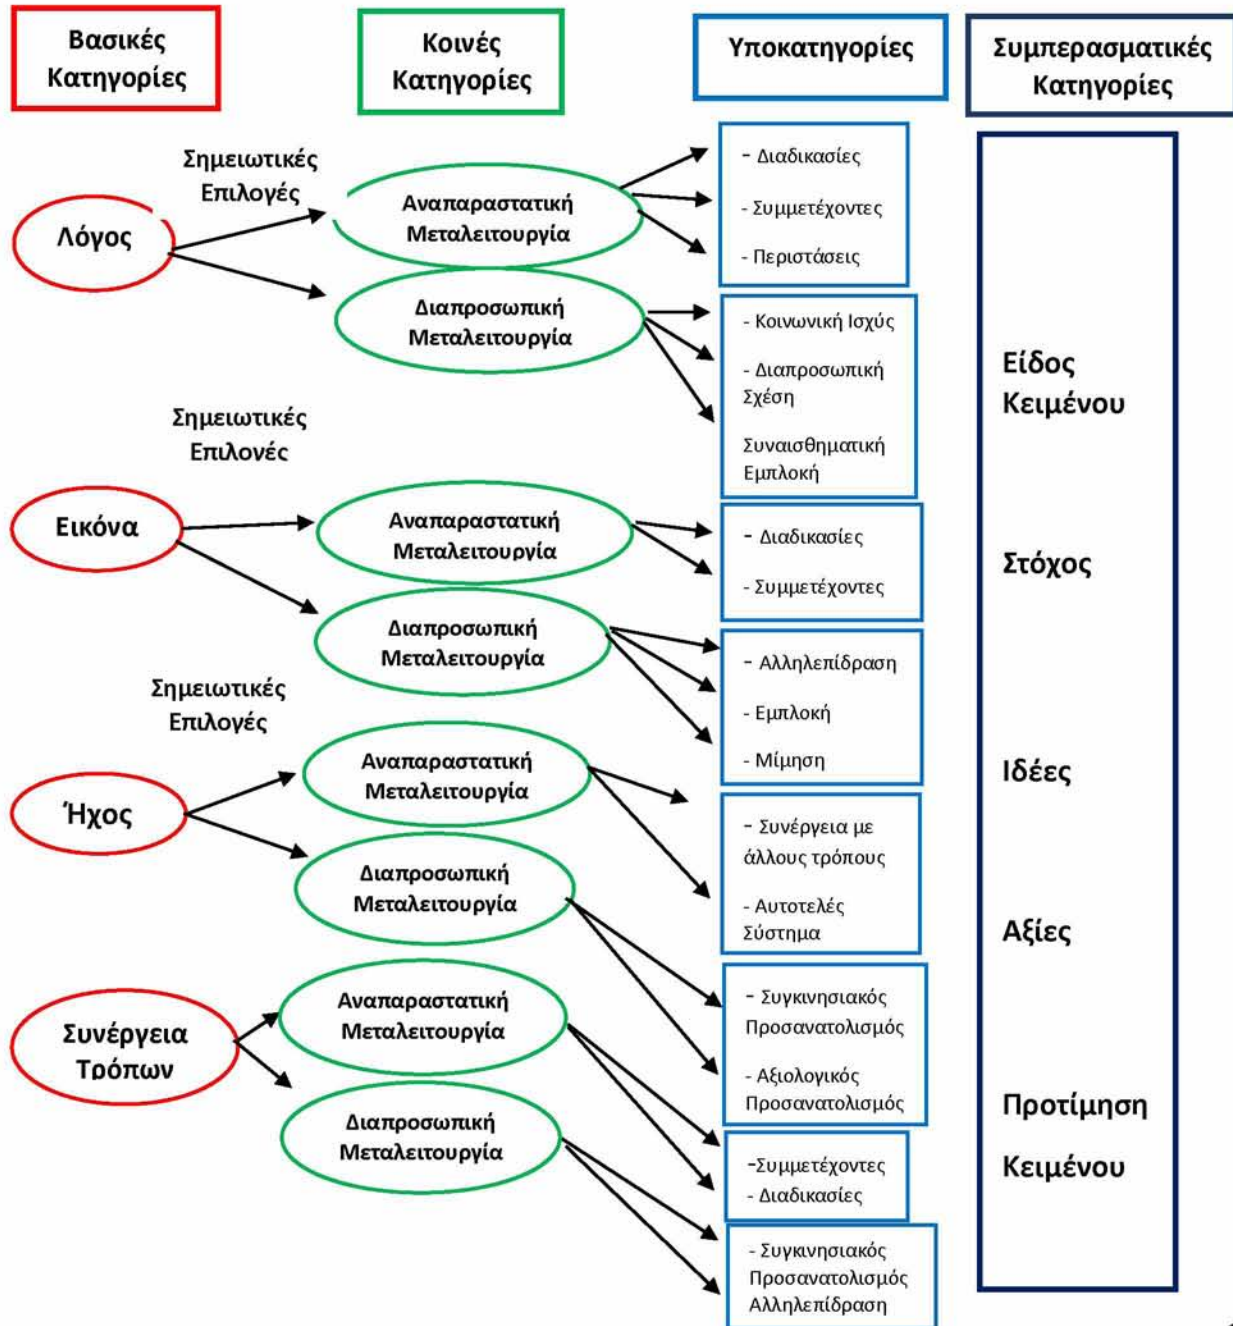 Βασικές
Κατηγορίες
Κοινές
Κατηγορίες
Υποκατηγορίες
Συμπερασματικές
Κατηγορίες
Σημειωτικές
Επιλογές
Λόγος
Αναπαραστατική
Μεταλειτουργία
- Διαδικασίες
- Συμμετέχοντες
- Περιστάσεις
Διαπροσωπική
Μεταλειτουργία
- Κοινωνική Ισχύς
- Διαπροσωπική
Σχέση
Συναισθηματική
Εμπλοκή
Σημειωτικές
Επιλογές
Εικόνα
Αναπαραστατική
Μεταλειτουργία
- Διαδικασίες
- Συμμετέχοντες
Διαπροσωπική
Μεταλειτουργία
- Αλληλεπίδραση
- Εμπλοκή
- Μίμηση
Σημειωτικές
Επιλογές
Ήχος
Αναπαραστατική
Μεταλειτουργία
- Συνέργεια με
άλλους τρόπους
- Αυτοτελές
Σύστημα
Διαπροσωπική
Μεταλειτουργία
- Συγκινησιακός
Προσανατολισμός
- Αξιολογικός
Προσανατολισμός
Συνέργεια
Τρόπων
Αναπαραστατική
Μεταλειτουργία
-Συμμετέχοντες
- Διαδικασίες
Διαπροσωπική
Μεταλειτουργία
- Συγκινησιακός
Προσανατολισμός
Αλληλεπίδραση
Είδος
Κειμένου
Στόχος
Ιδέες
Αξίες
Προτίμηση
Κειμένου